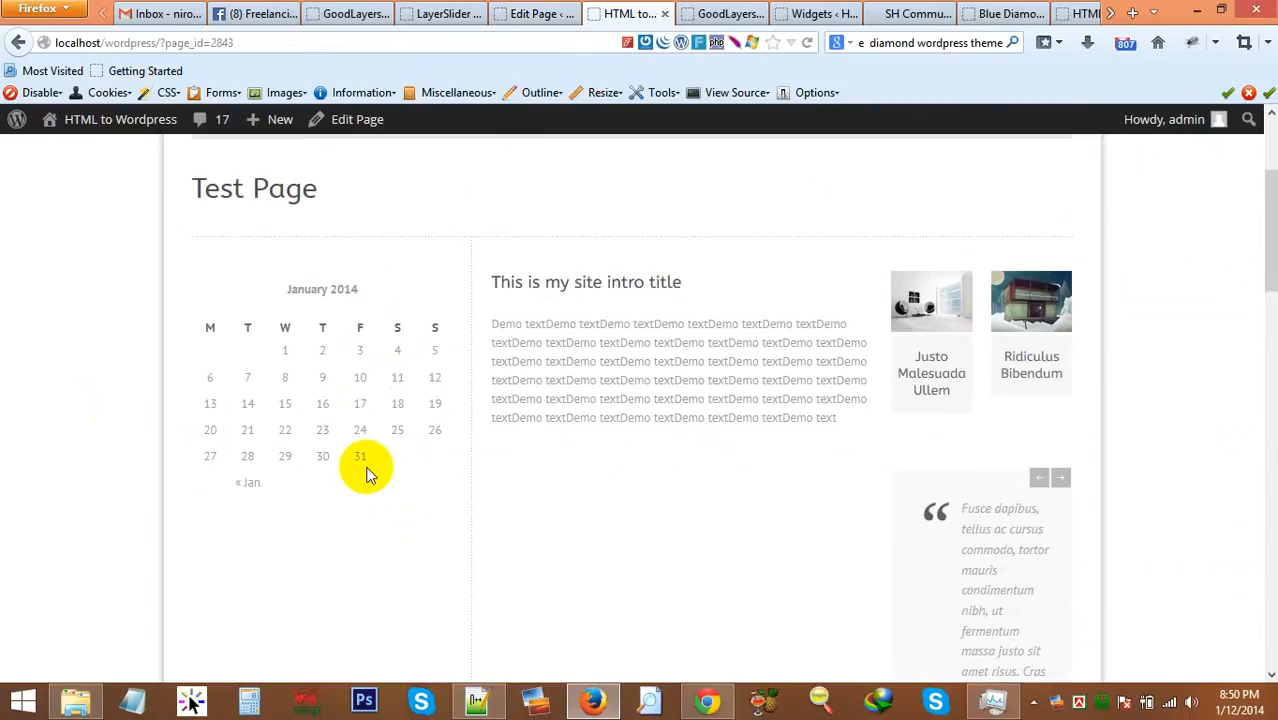 Firefox
Inbox - niro...
(8) Freelanci...
GoodLayers...
LayerSlider ...
Edit Page ‹ ...
HTML to...
GoodLayers...
Widgets ‹ H...
SH Commu...
Blue Diamo...
HTML
localhost/wordpress/?page_id=2843
e diamond wordpress theme
807
Most Visited
Getting Started
Disable
Cookies
CSS
Forms
Images
Information
Miscellaneous
Outline
Resize
Tools
View Source
Options
HTML to Wordpress
17
New
Edit Page
Howdy, admin
Test Page
January 2014
M T W T F S S
1 2 3 4 5
6 7 8 9 10 11 12
13 14 15 16 17 18 19
20 21 22 23 24 25 26
27 28 29 30 31
« Jan
This is my site intro title
Demo textDemo textDemo textDemo textDemo textDemo textDemo
textDemo textDemo textDemo textDemo textDemo textDemo textDemo
textDemo textDemo textDemo textDemo textDemo textDemo textDemo
textDemo textDemo textDemo textDemo textDemo textDemo textDemo
textDemo textDemo textDemo textDemo textDemo textDemo textDemo
textDemo textDemo textDemo textDemo textDemo textDemo text
Justo
Malesuada
Ullem
Ridiculus
Bibendum
“
Fusce dapibus,
tellus ac cursus
commodo, tortor
mauris
condimentum
nibh, ut
fermentum
massa justo sit
amet risus. Cras
Ps
8:50 PM
1/12/2014